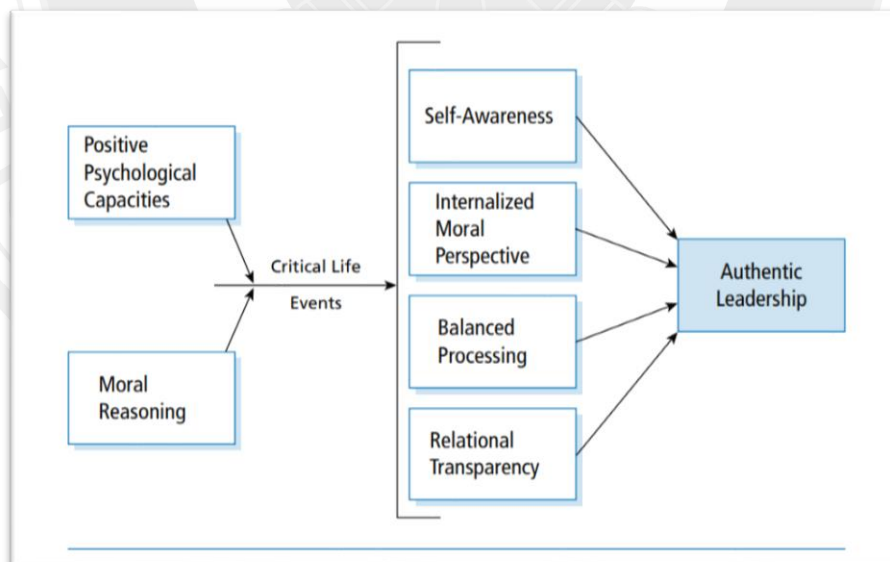 Positive
Psychological
Capacities
Moral
Reasoning
Critical Life
Events
Self-Awareness
Internalized
Moral
Perspective
Balanced
Processing
Relational
Transparency
Authentic
Leadership